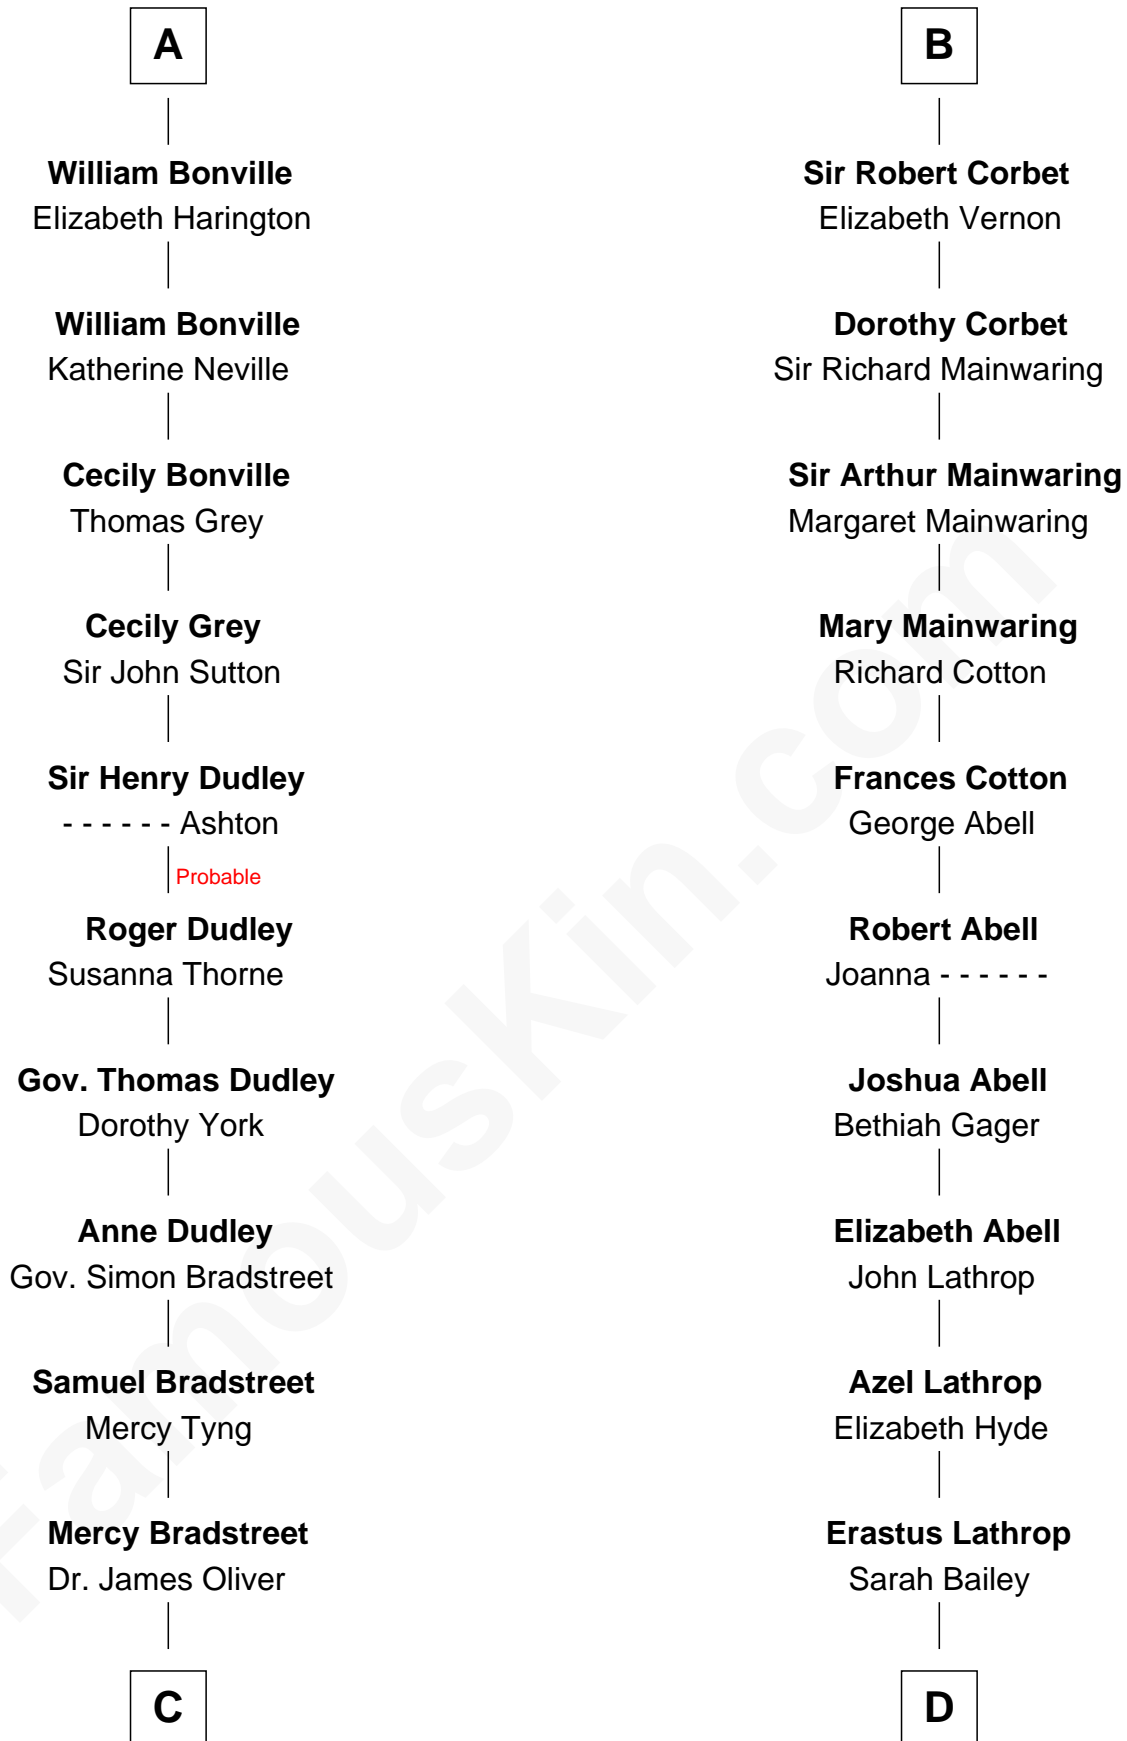 A
William Bonville
Elizabeth Harington
William Bonville
Katherine Neville
Cecily Bonville
Thomas Grey
Cecily Grey
Sir John Sutton
Sir Henry Dudley
- - - - - - Ashton
Probable
Roger Dudley
Susanna Thorne
Gov. Thomas Dudley
Dorothy York
Anne Dudley
Gov. Simon Bradstreet
Samuel Bradstreet
Mercy Tyng
Mercy Bradstreet
Dr. James Oliver
C
B
Sir Robert Corbet
Elizabeth Vernon
Dorothy Corbet
Sir Richard Mainwaring
Sir Arthur Mainwaring
Margaret Mainwaring
Mary Mainwaring
Richard Cotton
Frances Cotton
George Abell
Robert Abell
Joanna - - - - - -
Joshua Abell
Bethiah Gager
Elizabeth Abell
John Lathrop
Azel Lathrop
Elizabeth Hyde
Erastus Lathrop
Sarah Bailey
D
FamousKin.com